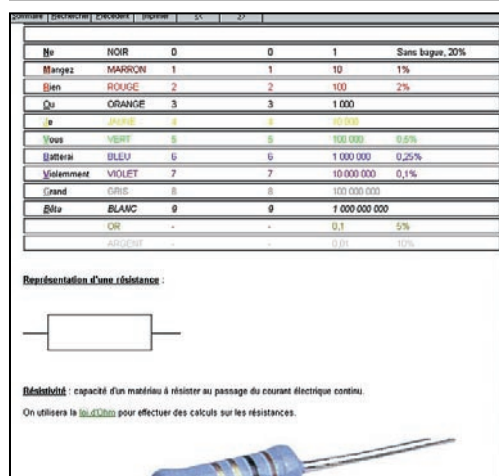 Sommaire Rechercher Précédent Imprimer << >>
Ne NOIR 0 0 1 Sans bague, 20%
Mangez MARRON 1 1 10 1%
Rien ROUGE 2 2 100 2%
Ou ORANGE 3 3 1 000
Je JAUNE 4 4 10 000
Vous VERT 5 5 100 000 0,5%
Batterai BLEU 6 6 1 000 000 0,25%
Violemment VIOLET 7 7 10 000 000 0,1%
Grand GRIS 8 8 100 000 000
Bêta BLANC 9 9 1 000 000 000
OR - - 0,1 5%
ARGENT - - 0,01 10%
Représentation d'une résistance :
Résistivité : capacité d'un matériau à résister au passage du courant électrique continu.
On utilisera la loi d'Ohm pour effectuer des calculs sur les résistances.